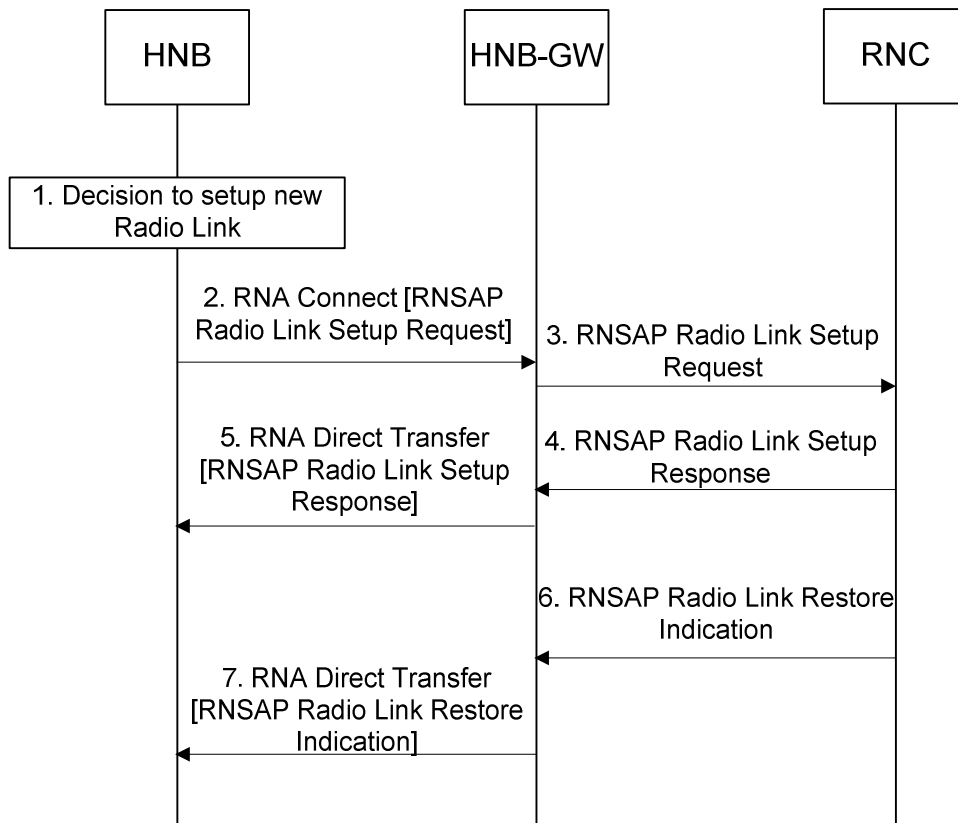 HNB
HNB-GW
RNC
1. Decision to setup new
Radio Link
2. RNA Connect [RNSAP
Radio Link Setup Request]
3. RNSAP Radio Link Setup
Request
5. RNA Direct Transfer
[RNSAP Radio Link Setup
Response]
4. RNSAP Radio Link Setup
Response
6. RNSAP Radio Link Restore
Indication
7. RNA Direct Transfer
[RNSAP Radio Link Restore
Indication]